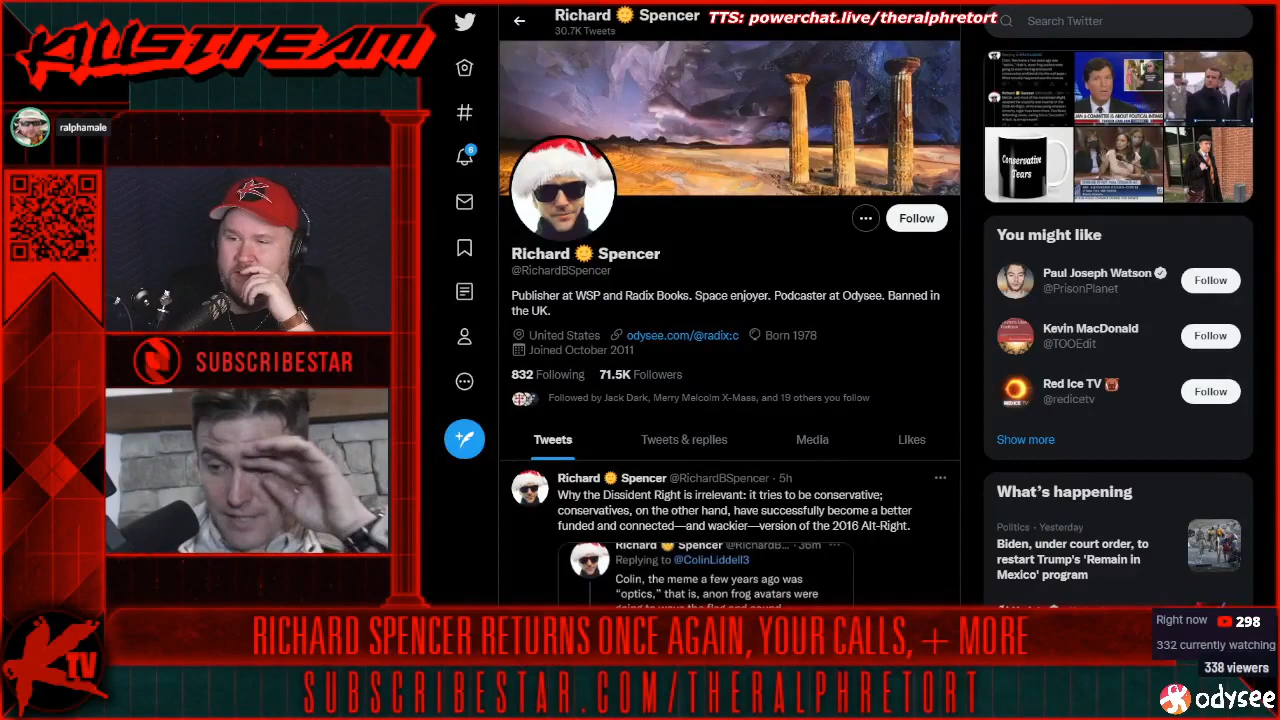 KILLSTREAM
ralphamale
SUBSCRIBESTAR
TTS: powerchat.live/theralphretort
Richard 🌞 Spencer
30.7K Tweets
6
Follow
Richard 🌞 Spencer
@RichardBSpencer
Publisher at WSP and Radix Books. Space enjoyer. Podcaster at Odysee. Banned in
the UK.
United States odysee.com/@radix:c Born 1978
Joined October 2011
832 Following 71.5K Followers
Followed by Jack Dark, Merry Melcolm X-Mass, and 19 others you follow
Tweets Tweets & replies Media Likes
Richard 🌞 Spencer @RichardBSpencer · 5h
Why the Dissident Right is irrelevant: it tries to be conservative;
conservatives, on the other hand, have successfully become a better
funded and connected—and wackier—version of the 2016 Alt-Right.
Richard 🌞 Spencer @RichardB... · 36m
Replying to @ColinLiddell3
Colin, the meme a few years ago was
"optics," that is, anon frog avatars were
Search Twitter
Conservative
Tears
You might like
Paul Joseph Watson
@PrisonPlanet
Follow
Kevin MacDonald
@TOOEdit
Follow
Red Ice TV
@redicetv
Follow
Show more
What's happening
Politics · Yesterday
Biden, under court order, to
restart Trump's 'Remain in
Mexico' program
KTV
RICHARD SPENCER RETURNS ONCE AGAIN, YOUR CALLS, + MORE
SUBSCRIBESTAR.COM/THERALPHRETORT
Right now 298
332 currently watching
338 viewers
odysee